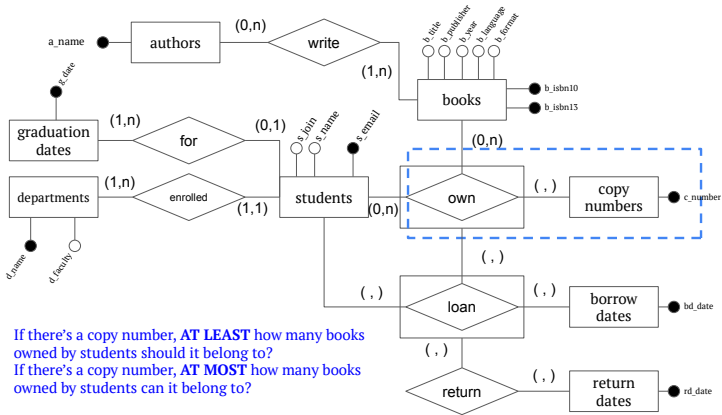 a_name
authors
(0,n)
write
(1,n)
b_title
b_publisher
b_year
b_language
b_format
books
b_isbn10
b_isbn13
(0,n)
g_date
graduation
dates
(1,n)
for
(0,1)
s_join
s_name
s_email
departments
(1,n)
enrolled
(1,1)
students
(0,n)
own
( , )
copy
numbers
c_number
d_name
d_faculty
( , )
( , )
loan
( , )
borrow
dates
bd_date
( , )
return
( , )
return
dates
rd_date
If there's a copy number, AT LEAST how many books
owned by students should it belong to?
If there's a copy number, AT MOST how many books
owned by students can it belong to?